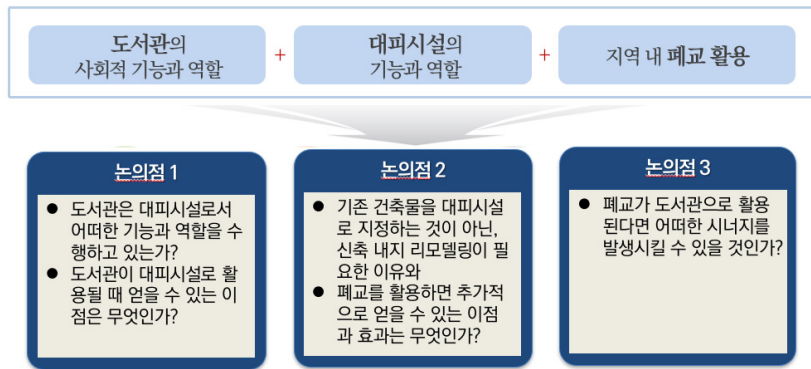 도서관의
사회적 기능과 역할
+
대피시설의
기능과 역할
+
지역 내 폐교 활용
논의점 1
● 도서관은 대피시설로서
어떠한 기능과 역할을 수
행하고 있는가?
● 도서관이 대피시설로 활
용될 때 얻을 수 있는 이
점은 무엇인가?
논의점 2
● 기존 건축물을 대피시설
로 지정하는 것이 아닌,
신축 내지 리모델링이 필
요한 이유와
● 폐교를 활용하면 추가적
으로 얻을 수 있는 이점
과 효과는 무엇인가?
논의점 3
● 폐교가 도서관으로 활용
된다면 어떠한 시너지를
발생시킬 수 있을 것인가?